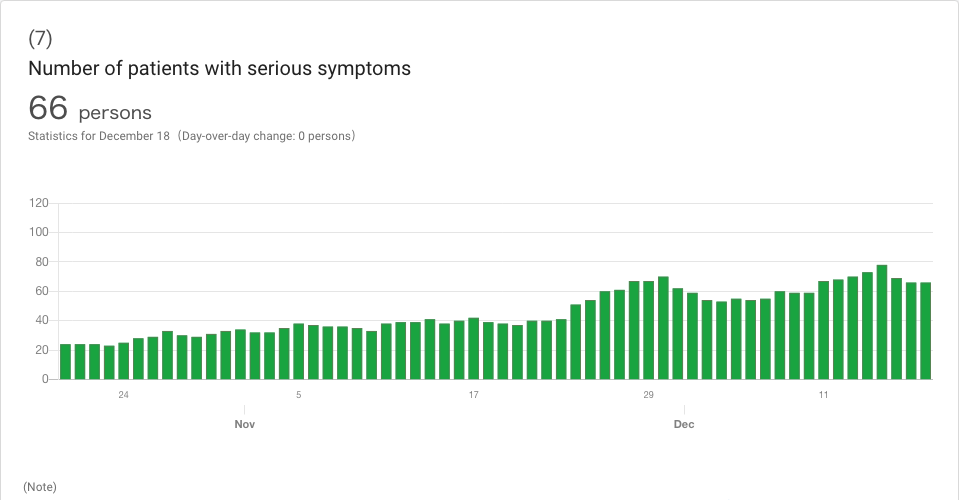 (7)
Number of patients with serious symptoms
66 persons
Statistics for December 18（Day-over-day change: 0 persons）
120
100
80
60
40
20
0
24 5 17 29 11
Nov Dec
(Note)